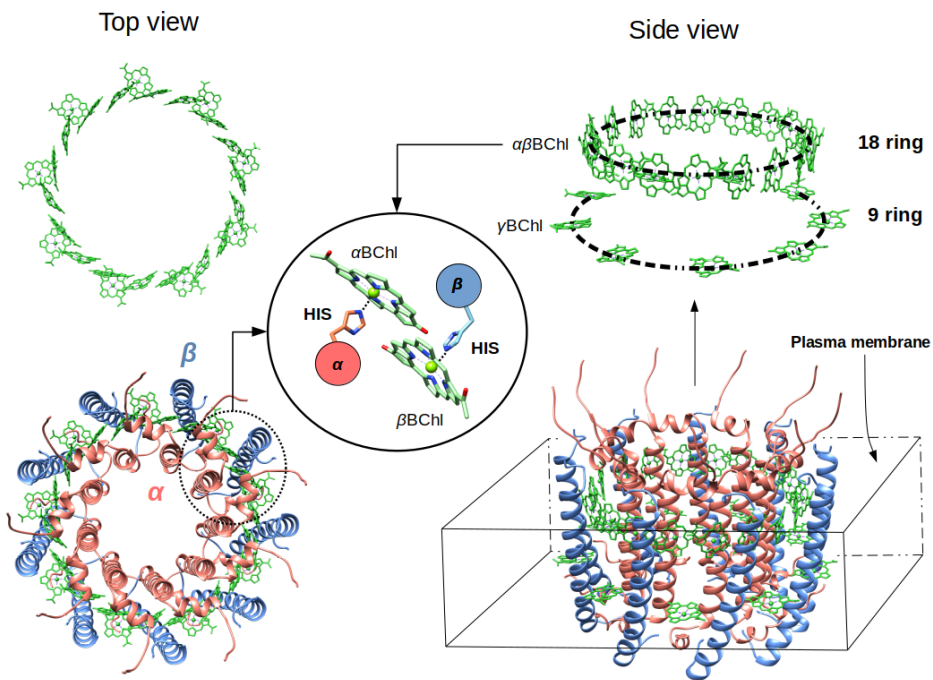 Top view
Side view
αβBChl
18 ring
γBChl
9 ring
αBChl
β
HIS
HIS
α
βBChl
Plasma membrane
β
α